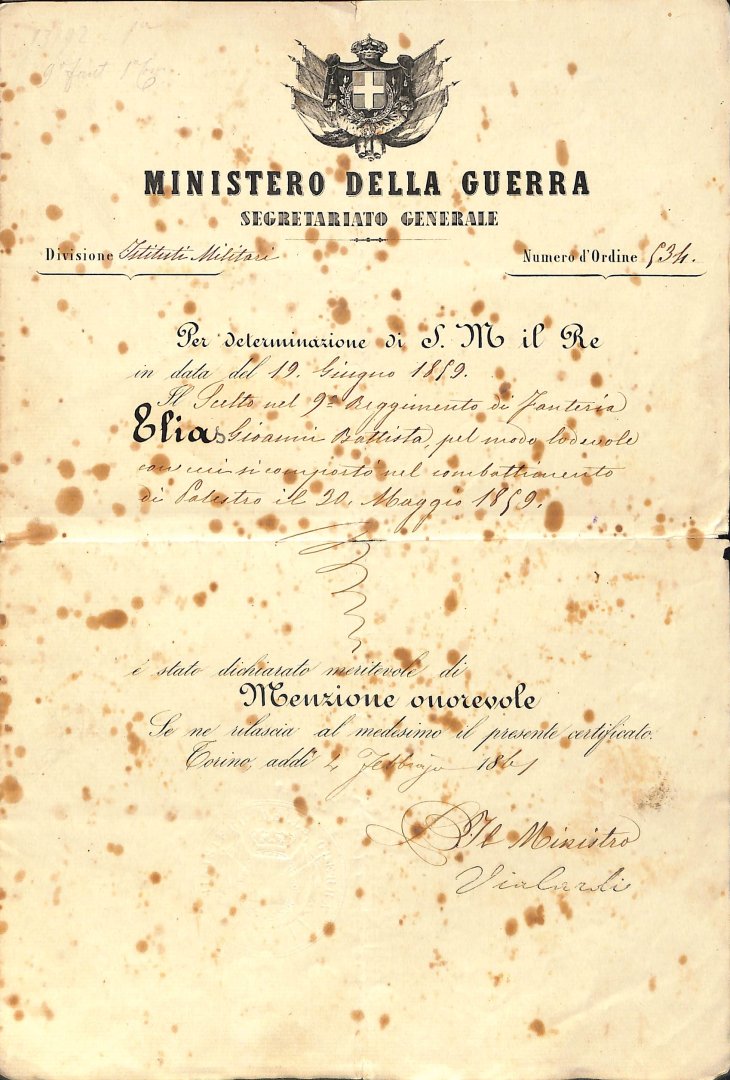 9° fant 1°
MINISTERO DELLA GUERRA
SEGRETARIATO GENERALE
Divisione Istituti Militari
Numero d'Ordine 534.
Per determinazione di S. M il Re
in data del 19. Giugno 1859.
Il Scelto nel 9° Reggimento di Fanteria
Elia Gioanni Battista, pel modo lodevole
con cui si comportò nel combattimento
di Palestro il 30. Maggio 1859.
è stato dichiarato meritevole di
Menzione onorevole
Se ne rilascia al medesimo il presente certificato.
Torino, addì 4 Febbrajo 1861
P. Il Ministro
Vialardi